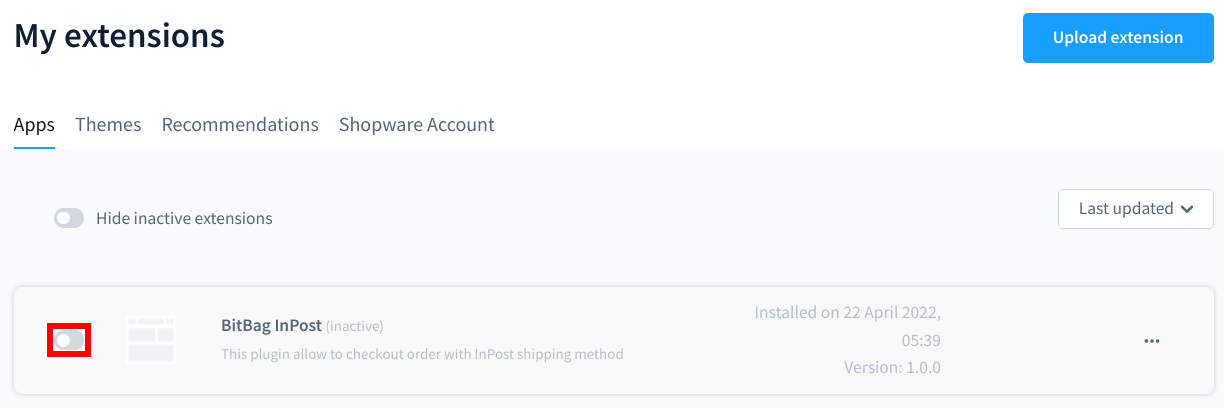 My extensions
Upload extension
Apps Themes Recommendations Shopware Account
Hide inactive extensions
Last updated
BitBag InPost (inactive)
This plugin allow to checkout order with InPost shipping method
Installed on 22 April 2022,
05:39
Version: 1.0.0